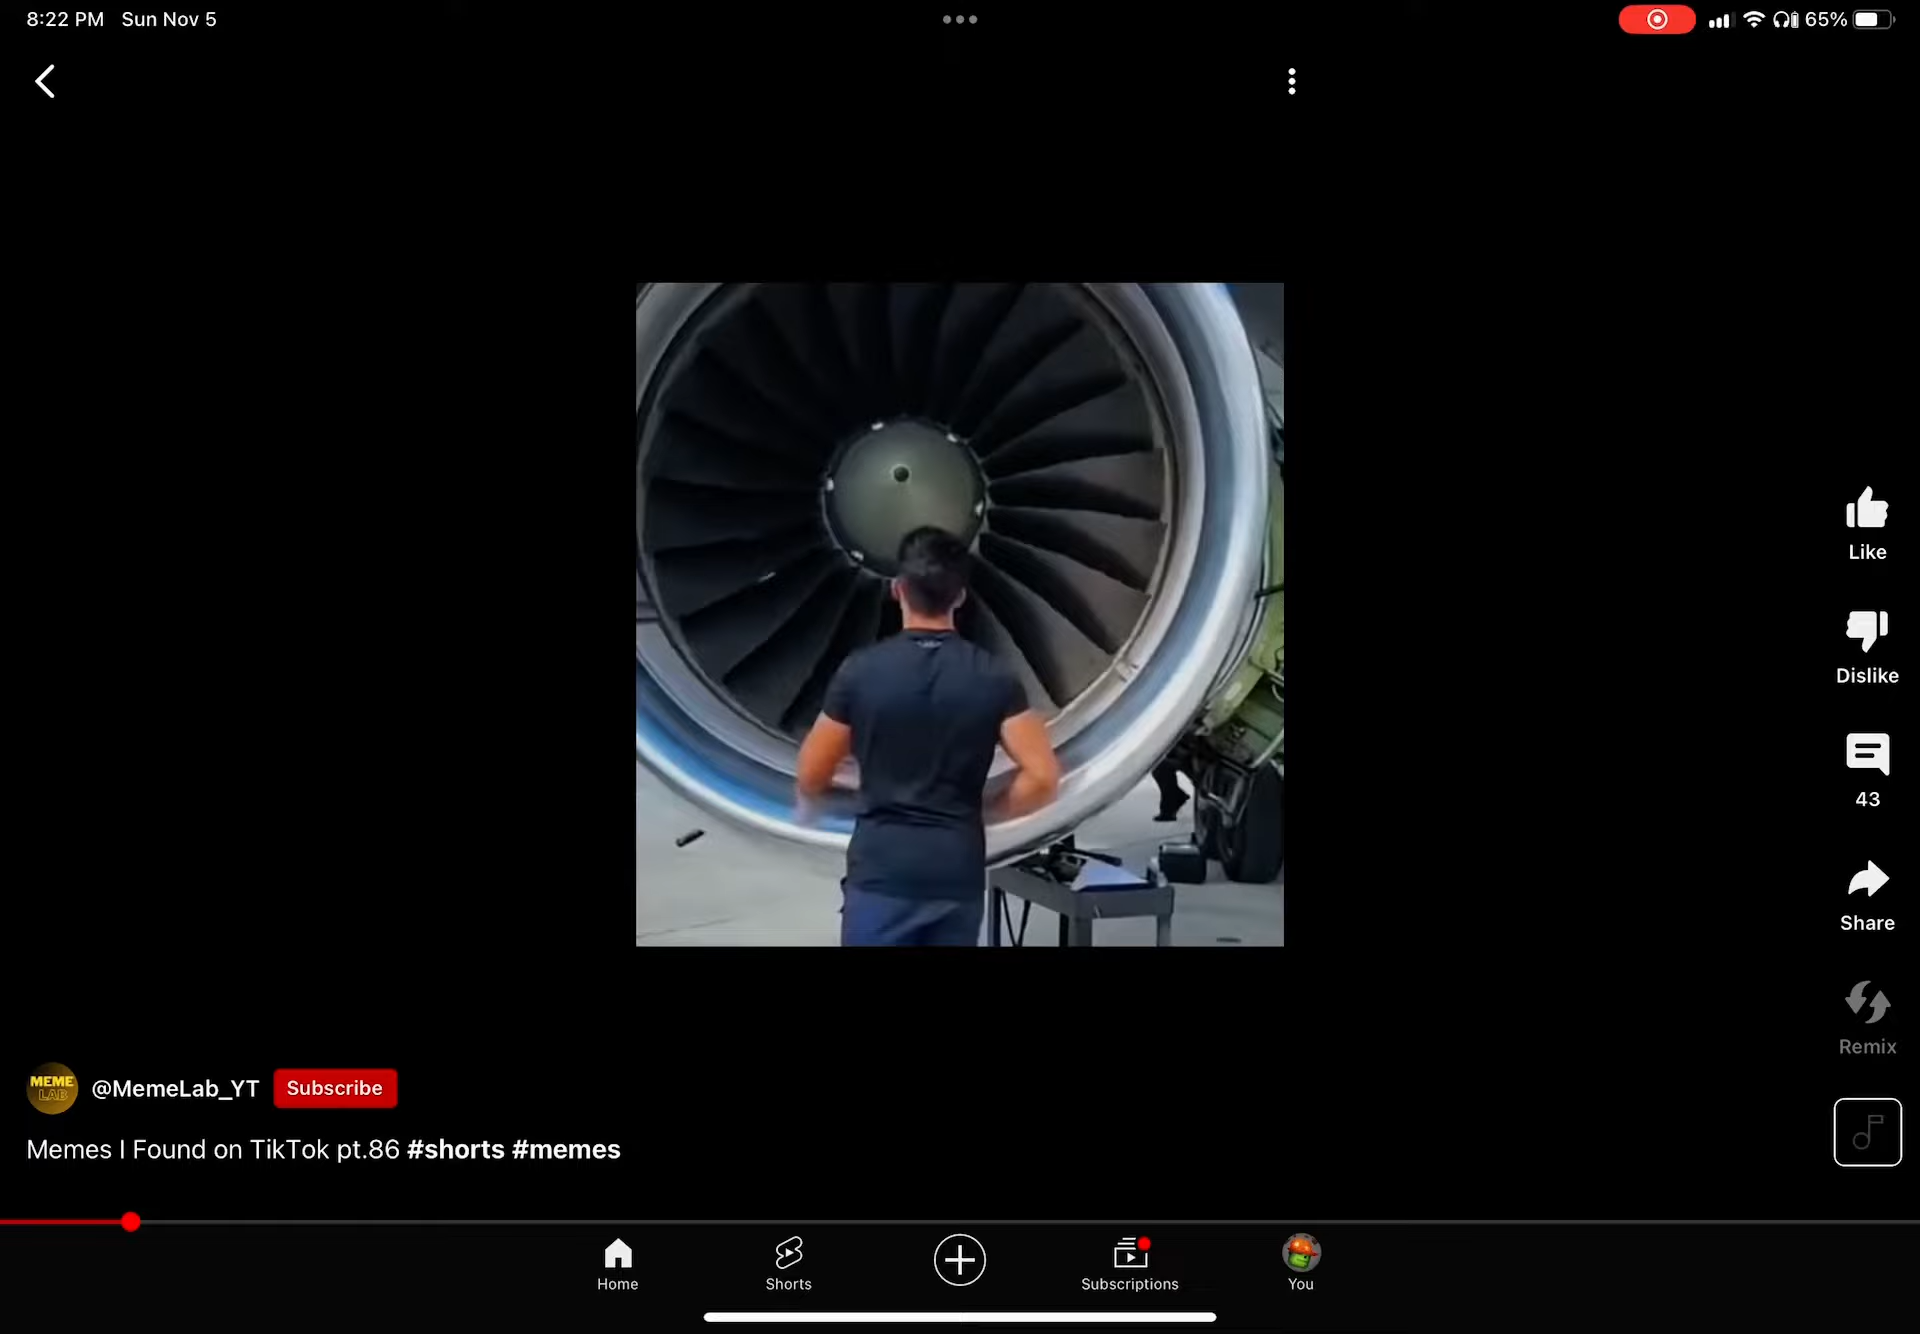 8:22 PM Sun Nov 5
65%
Like
Dislike
43
Share
Remix
MEME
LAB
@MemeLab_YT
Subscribe
Memes I Found on TikTok pt.86 #shorts #memes
Home
Shorts
Subscriptions
You